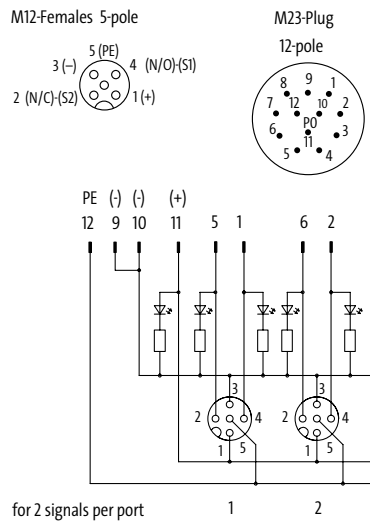 M12-Females 5-pole
M23-Plug
12-pole
5 (PE)
3 (–)
4 (N/O)-(S1)
2 (N/C)-(S2)
1 (+)
8 9 1
7 12 10 2
6 P0 3
11
5 4
PE (-) (-) (+)
12 9 10 11 5 1 6 2
3 3
2 4 2 4
1 5 1 5
for 2 signals per port 1 2